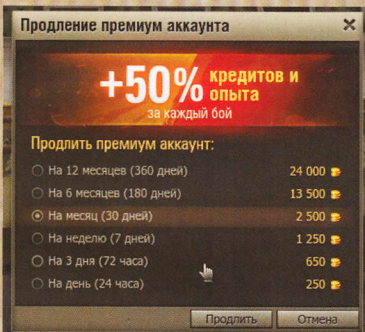 Продление премиум аккаунта
+50% кредитов и опыта
за каждый бой
Продлить премиум аккаунт:
На 12 месяцев (360 дней) 24 000
На 6 месяцев (180 дней) 13 500
На месяц (30 дней) 2 500
На неделю (7 дней) 1 250
На 3 дня (72 часа) 650
На день (24 часа) 250
Продлить Отмена